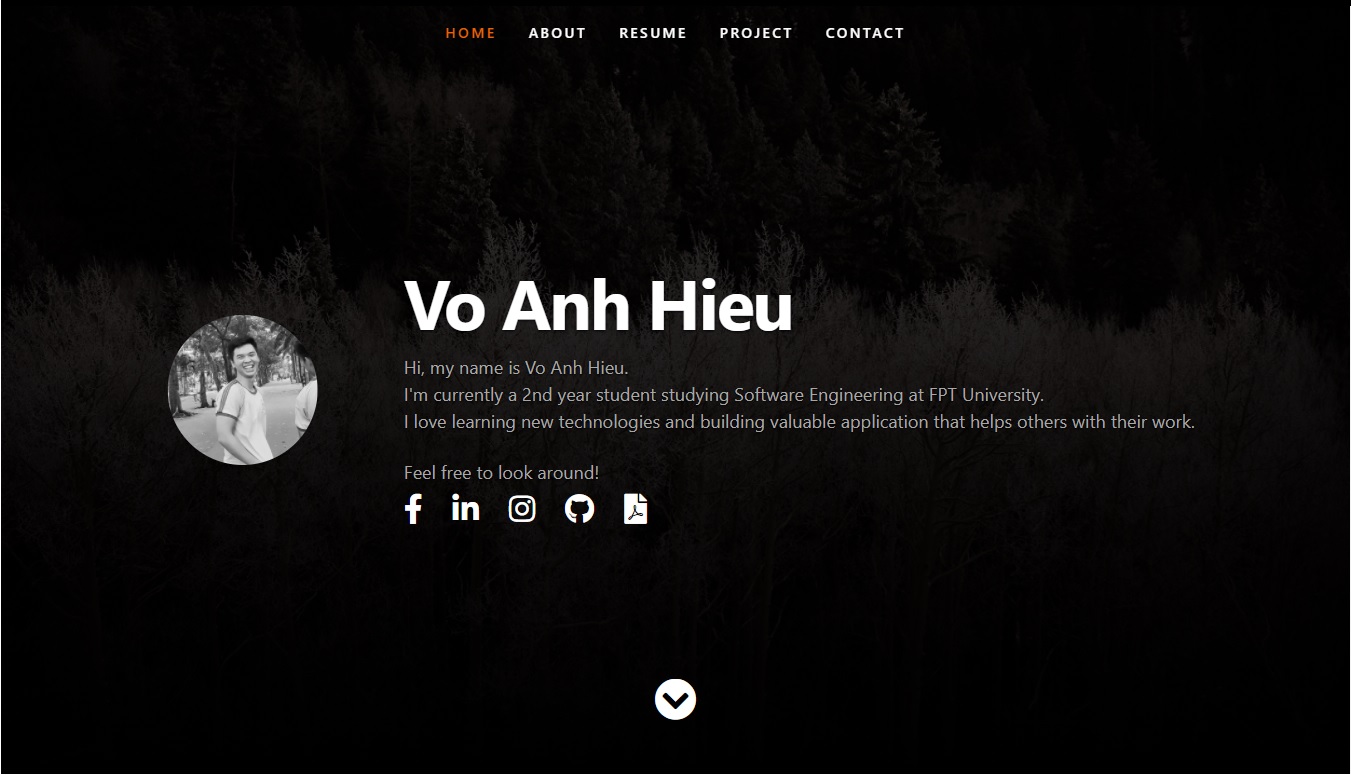 HOME ABOUT RESUME PROJECT CONTACT
Vo Anh Hieu
Hi, my name is Vo Anh Hieu.
I'm currently a 2nd year student studying Software Engineering at FPT University.
I love learning new technologies and building valuable application that helps others with their work.
Feel free to look around!